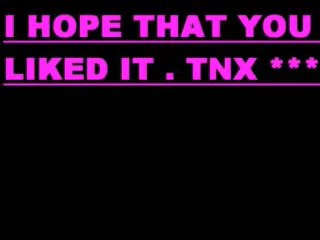 I HOPE THAT YOU
LIKED IT . TNX ***